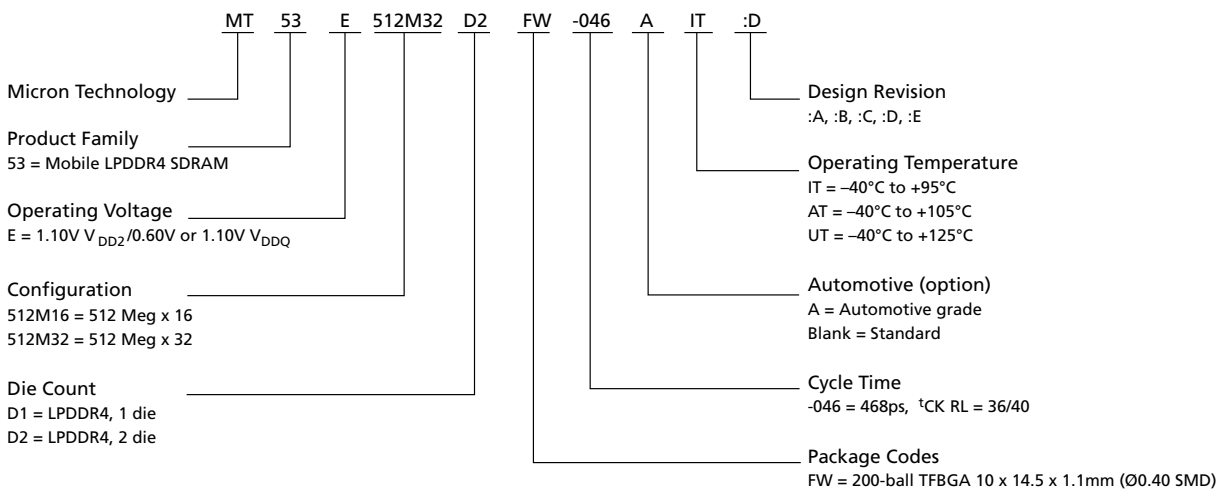 MT 53 E 512M32 D2 FW -046 A IT :D
Micron Technology
Product Family
53 = Mobile LPDDR4 SDRAM
Operating Voltage
E = 1.10V VDD2/0.60V or 1.10V VDDQ
Configuration
512M16 = 512 Meg x 16
512M32 = 512 Meg x 32
Die Count
D1 = LPDDR4, 1 die
D2 = LPDDR4, 2 die
Design Revision
:A, :B, :C, :D, :E
Operating Temperature
IT = –40°C to +95°C
AT = –40°C to +105°C
UT = –40°C to +125°C
Automotive (option)
A = Automotive grade
Blank = Standard
Cycle Time
-046 = 468ps, tCK RL = 36/40
Package Codes
FW = 200-ball TFBGA 10 x 14.5 x 1.1mm (Ø0.40 SMD)